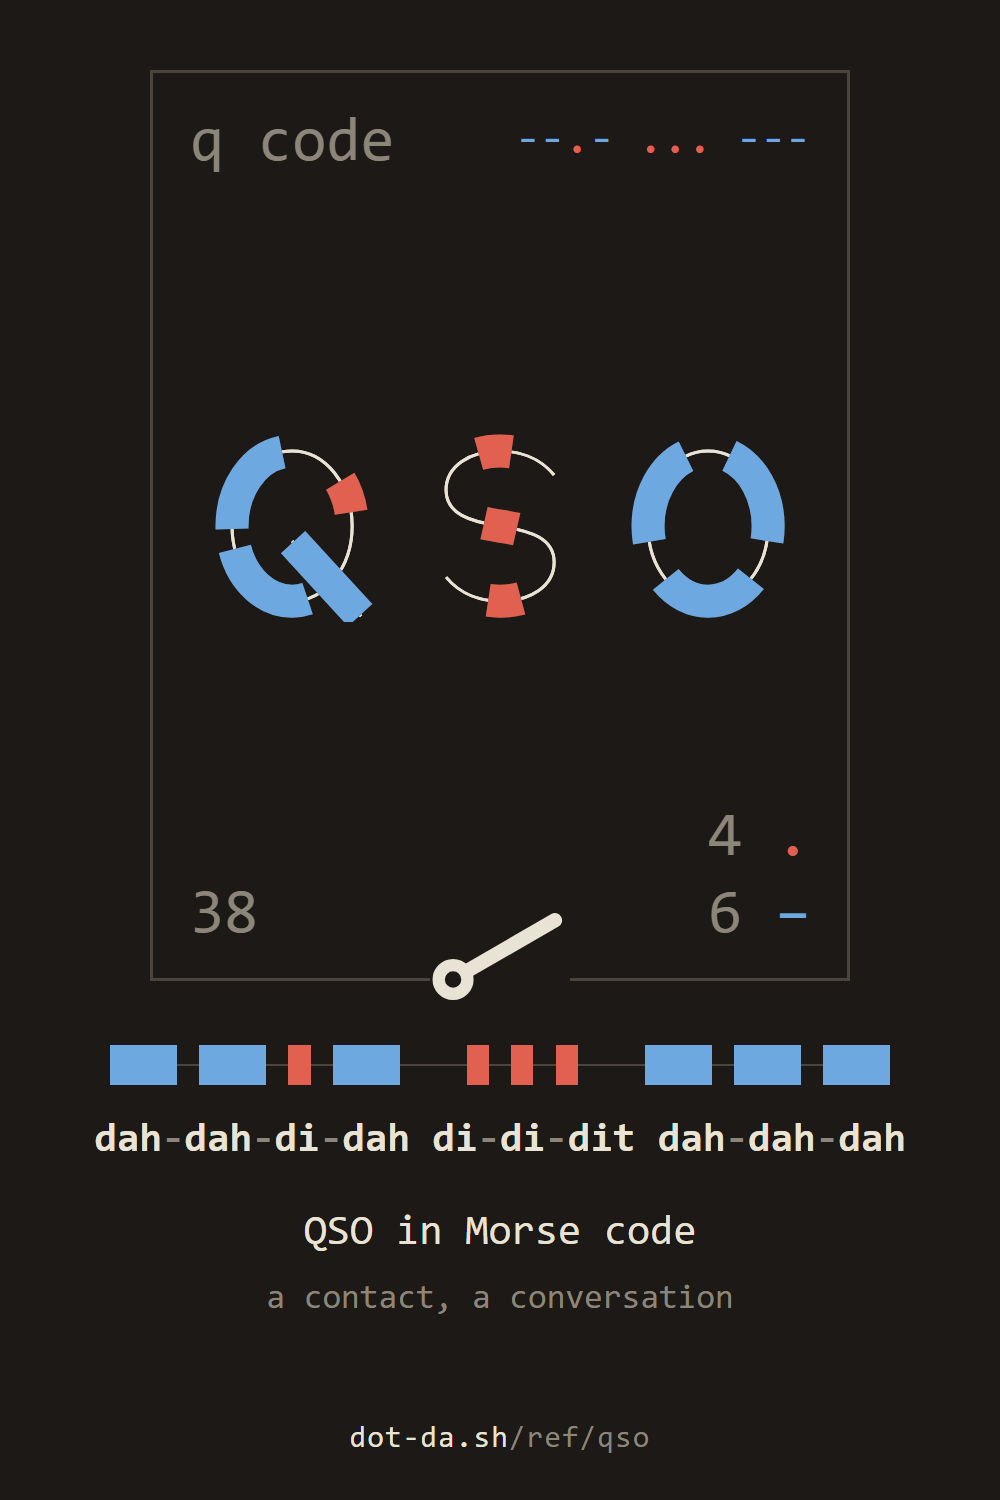 q code --.- ... ---
QSO
4 .
6 -
38
dah-dah-di-dah di-di-dit dah-dah-dah
QSO in Morse code
a contact, a conversation
dot-da.sh/ref/qso